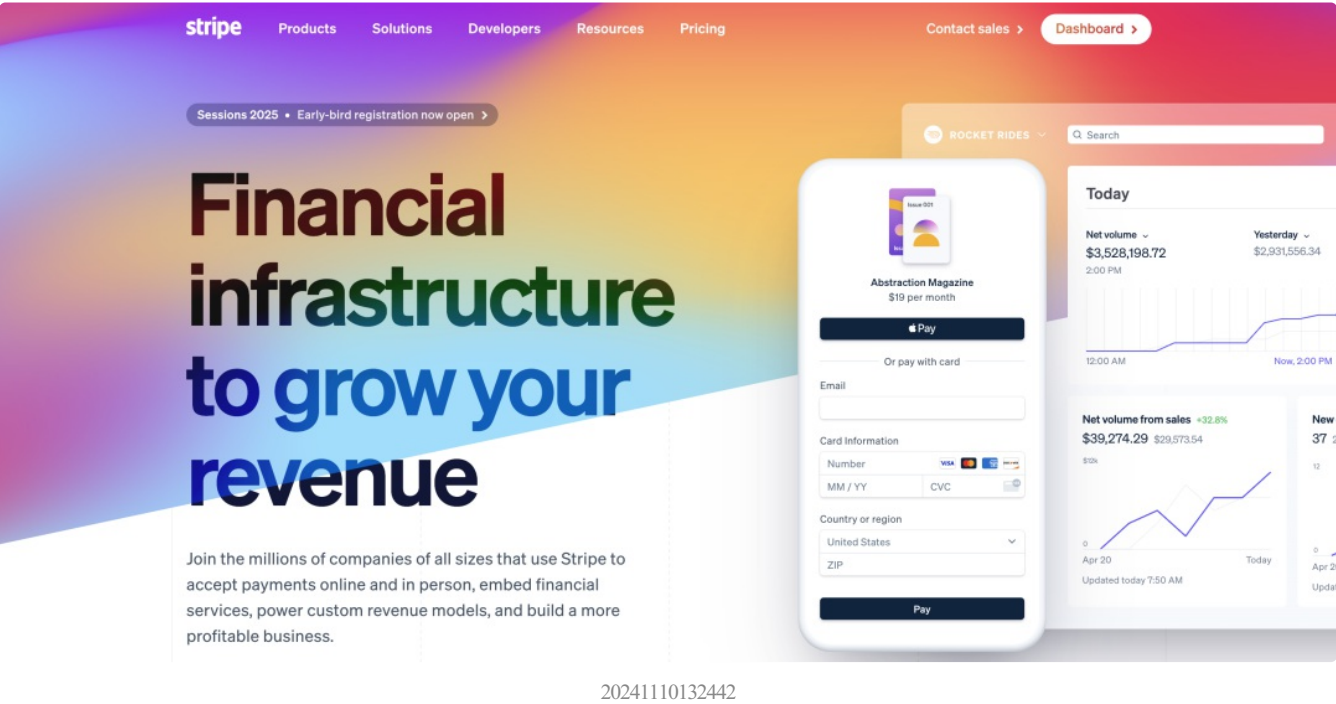 stripe
Products
Solutions
Developers
Resources
Pricing
Contact sales
Dashboard
Sessions 2025 • Early-bird registration now open
Financial
infrastructure
to grow your
revenue
Join the millions of companies of all sizes that use Stripe to
accept payments online and in person, embed financial
services, power custom revenue models, and build a more
profitable business.
Issue 001
Abstraction Magazine
$19 per month
Pay
Or pay with card
Email
Card Information
Number
VISA
MM / YY
CVC
Country or region
United States
ZIP
Pay
ROCKET RIDES
Search
Today
Net volume
$3,528,198.72
2:00 PM
Yesterday
$2,931,556.34
12:00 AM
Now, 2:00 PM
Net volume from sales +32.8%
$39,274.29 $29,573.54
$12k
0
Apr 20
Today
Updated today 7:50 AM
New
37
12
0
Apr 2
Upda
20241110132442